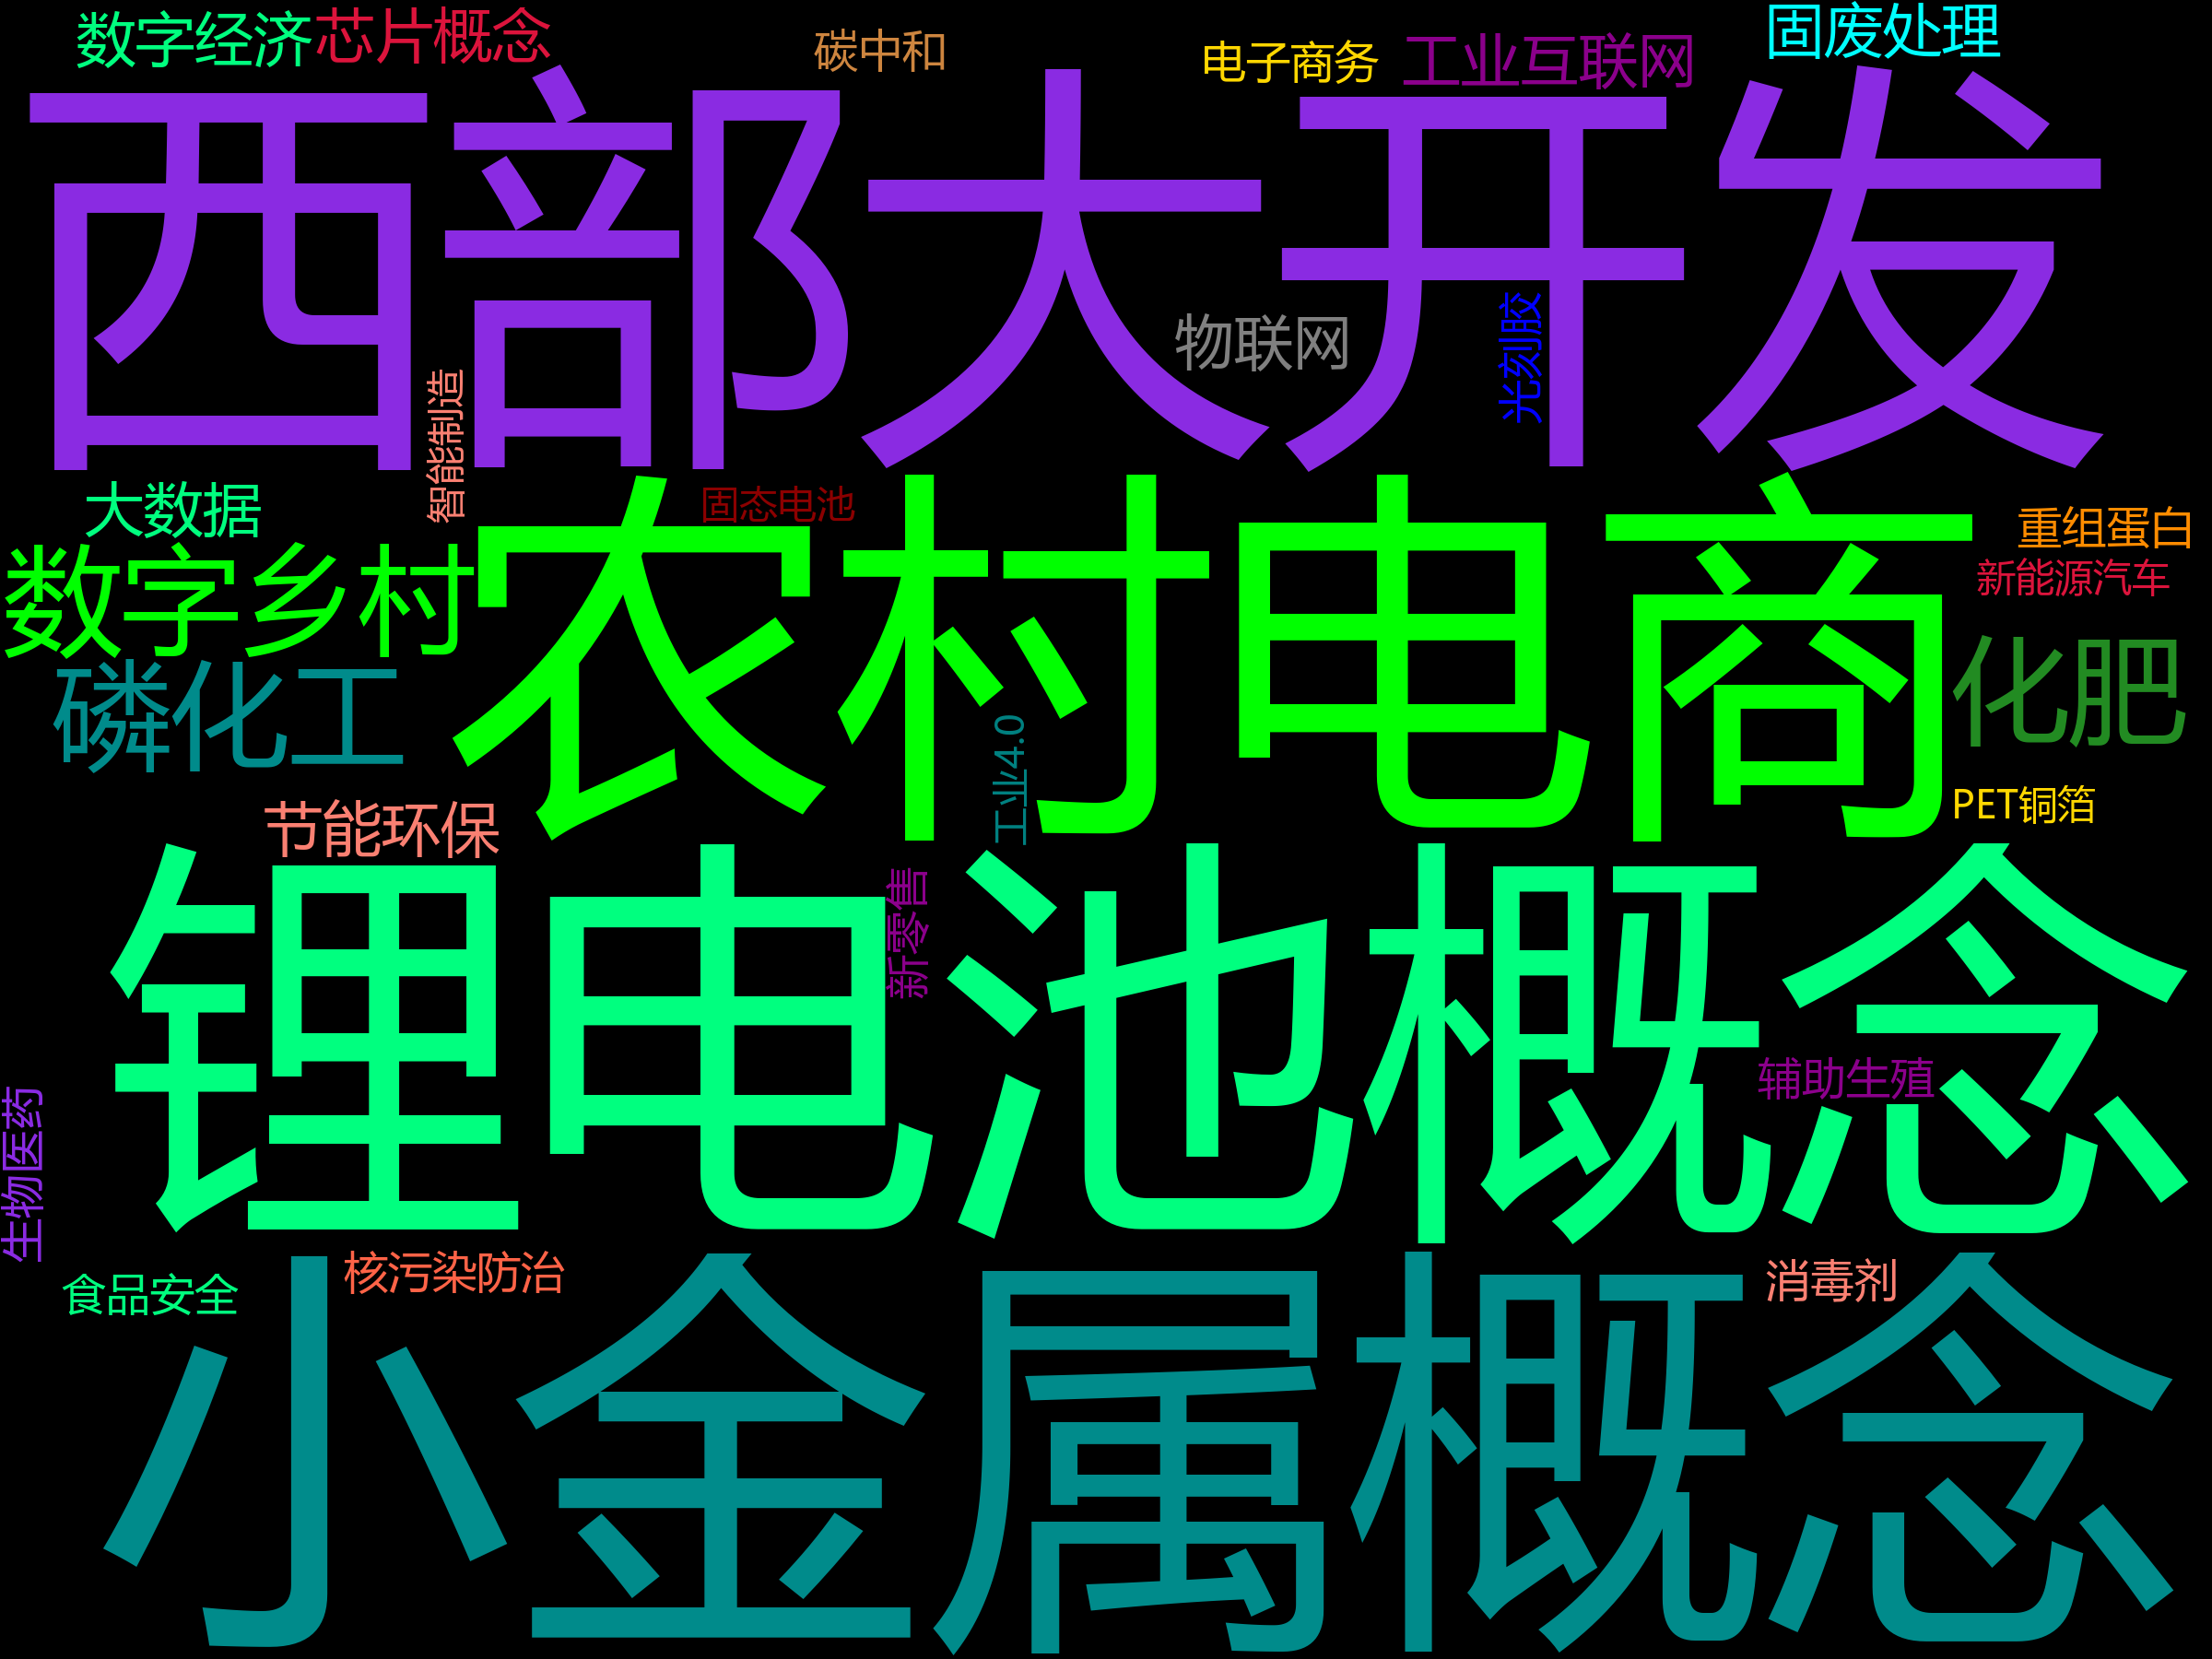 数字经济
芯片概念
碳中和
电子商务
工业互联网
固废处理
西部大开发
物联网
光刻胶
智能制造
大数据
固态电池
重组蛋白
数字乡村
农村电商
新能源汽车
磷化工
化肥
工业4.0
PET铜箔
节能环保
锂电池概念
新零售
辅助生殖
生物医药
食品安全
核污染防治
消毒剂
小金属概念